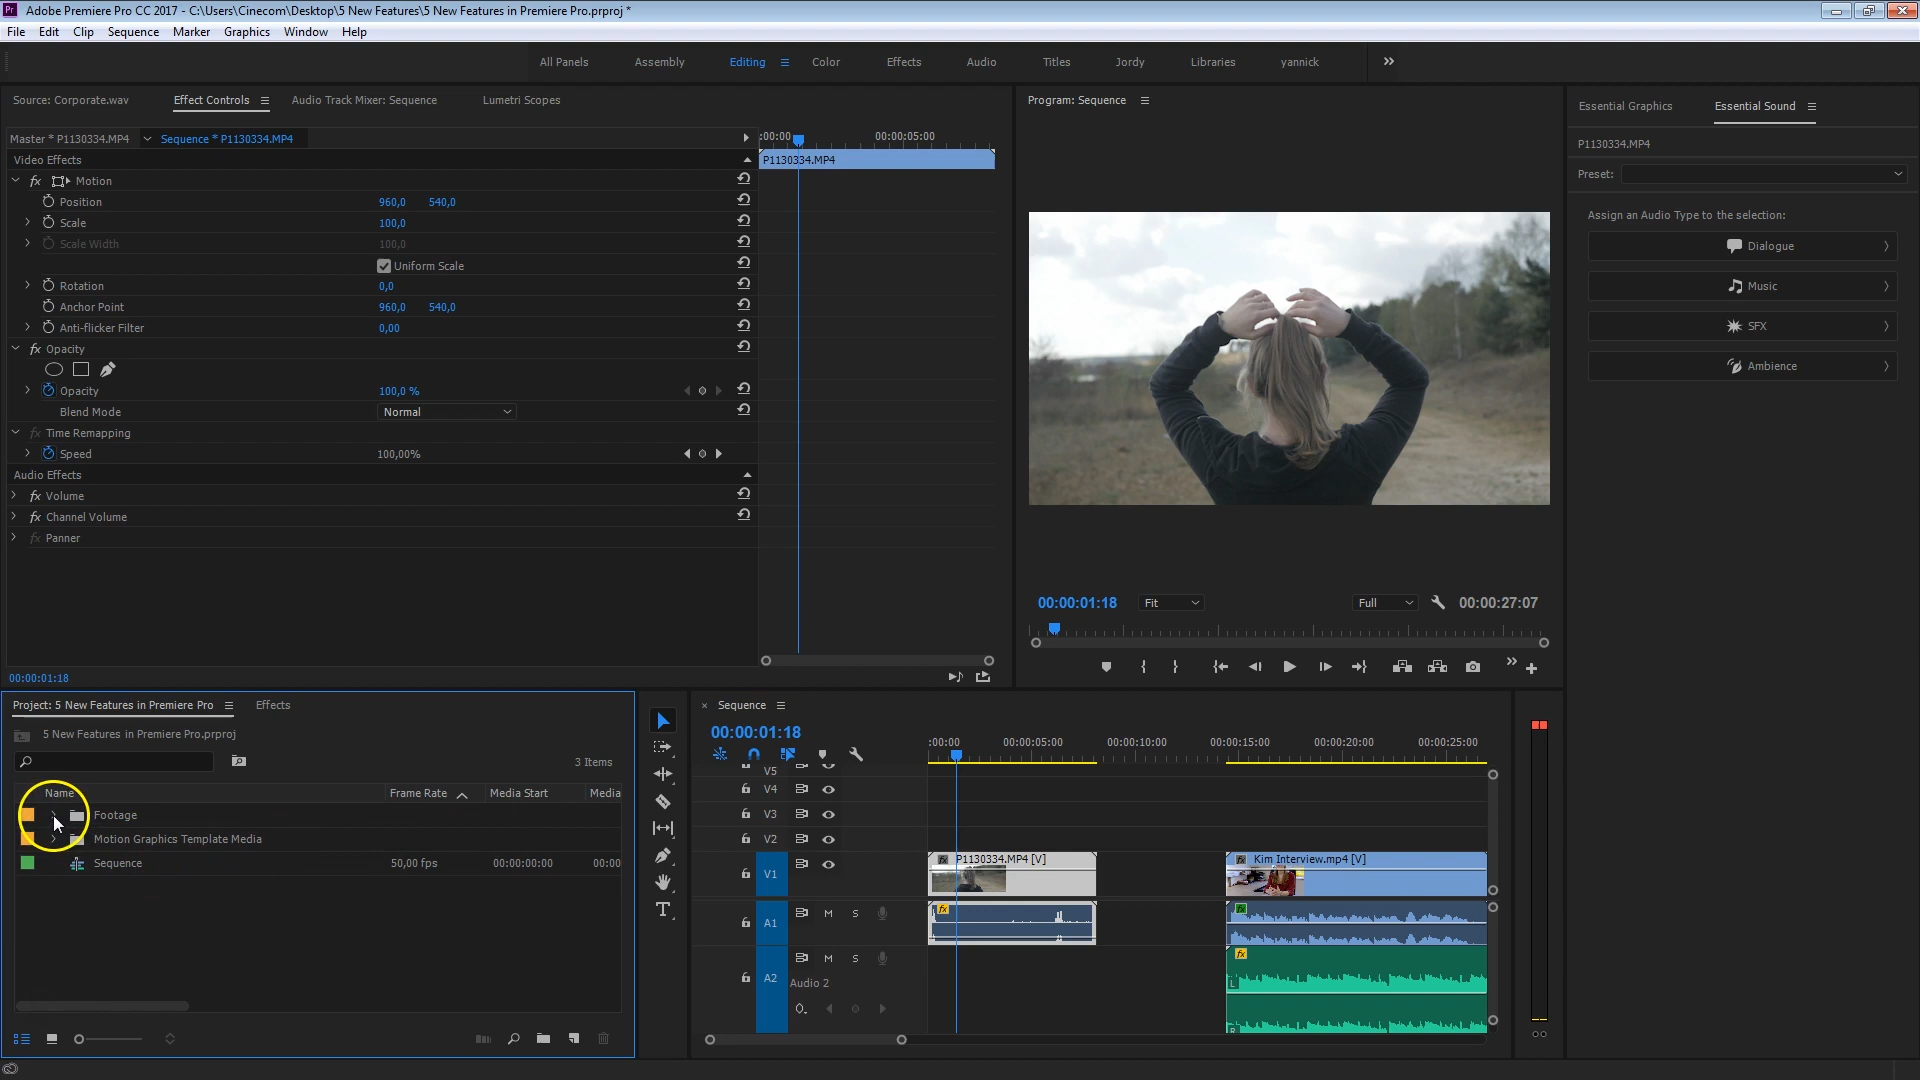 Adobe Premiere Pro CC 2017 - C:\Users\Cinecom\Desktop\5 New Features\5 New Features in Premiere Pro.prproj *
File Edit Clip Sequence Marker Graphics Window Help
All Panels Assembly Editing Color Effects Audio Titles Jordy Libraries yannick
Source: Corporate.wav Effect Controls Audio Track Mixer: Sequence Lumetri Scopes
Master * P1130334.MP4 Sequence * P1130334.MP4
:00:00 00:00:05:00
Video Effects
P1130334.MP4
fx Motion
Position 960,0 540,0
Scale 100,0
Scale Width 100,0
Uniform Scale
Rotation 0,0
Anchor Point 960,0 540,0
Anti-flicker Filter 0,00
fx Opacity
Opacity 100,0 %
Blend Mode Normal
fx Time Remapping
Speed 100,00%
Audio Effects
fx Volume
fx Channel Volume
fx Panner
00:00:01:18
Program: Sequence
00:00:01:18 Fit Full 00:00:27:07
Essential Graphics Essential Sound
P1130334.MP4
Preset:
Assign an Audio Type to the selection:
Dialogue
Music
SFX
Ambience
Project: 5 New Features in Premiere Pro Effects
5 New Features in Premiere Pro.prproj
3 Items
Name Frame Rate Media Start Media
Footage
Motion Graphics Template Media
Sequence 50,00 fps 00:00:00:00 00:00
Sequence
00:00:01:18
:00:00 00:00:05:00 00:00:10:00 00:00:15:00 00:00:20:00 00:00:25:00
V5
V4
V3
V2
V1
fx P1130334.MP4 [V]
fx Kim Interview.mp4 [V]
A1 M S
fx
fx
A2 M S
Audio 2
fx
L
R